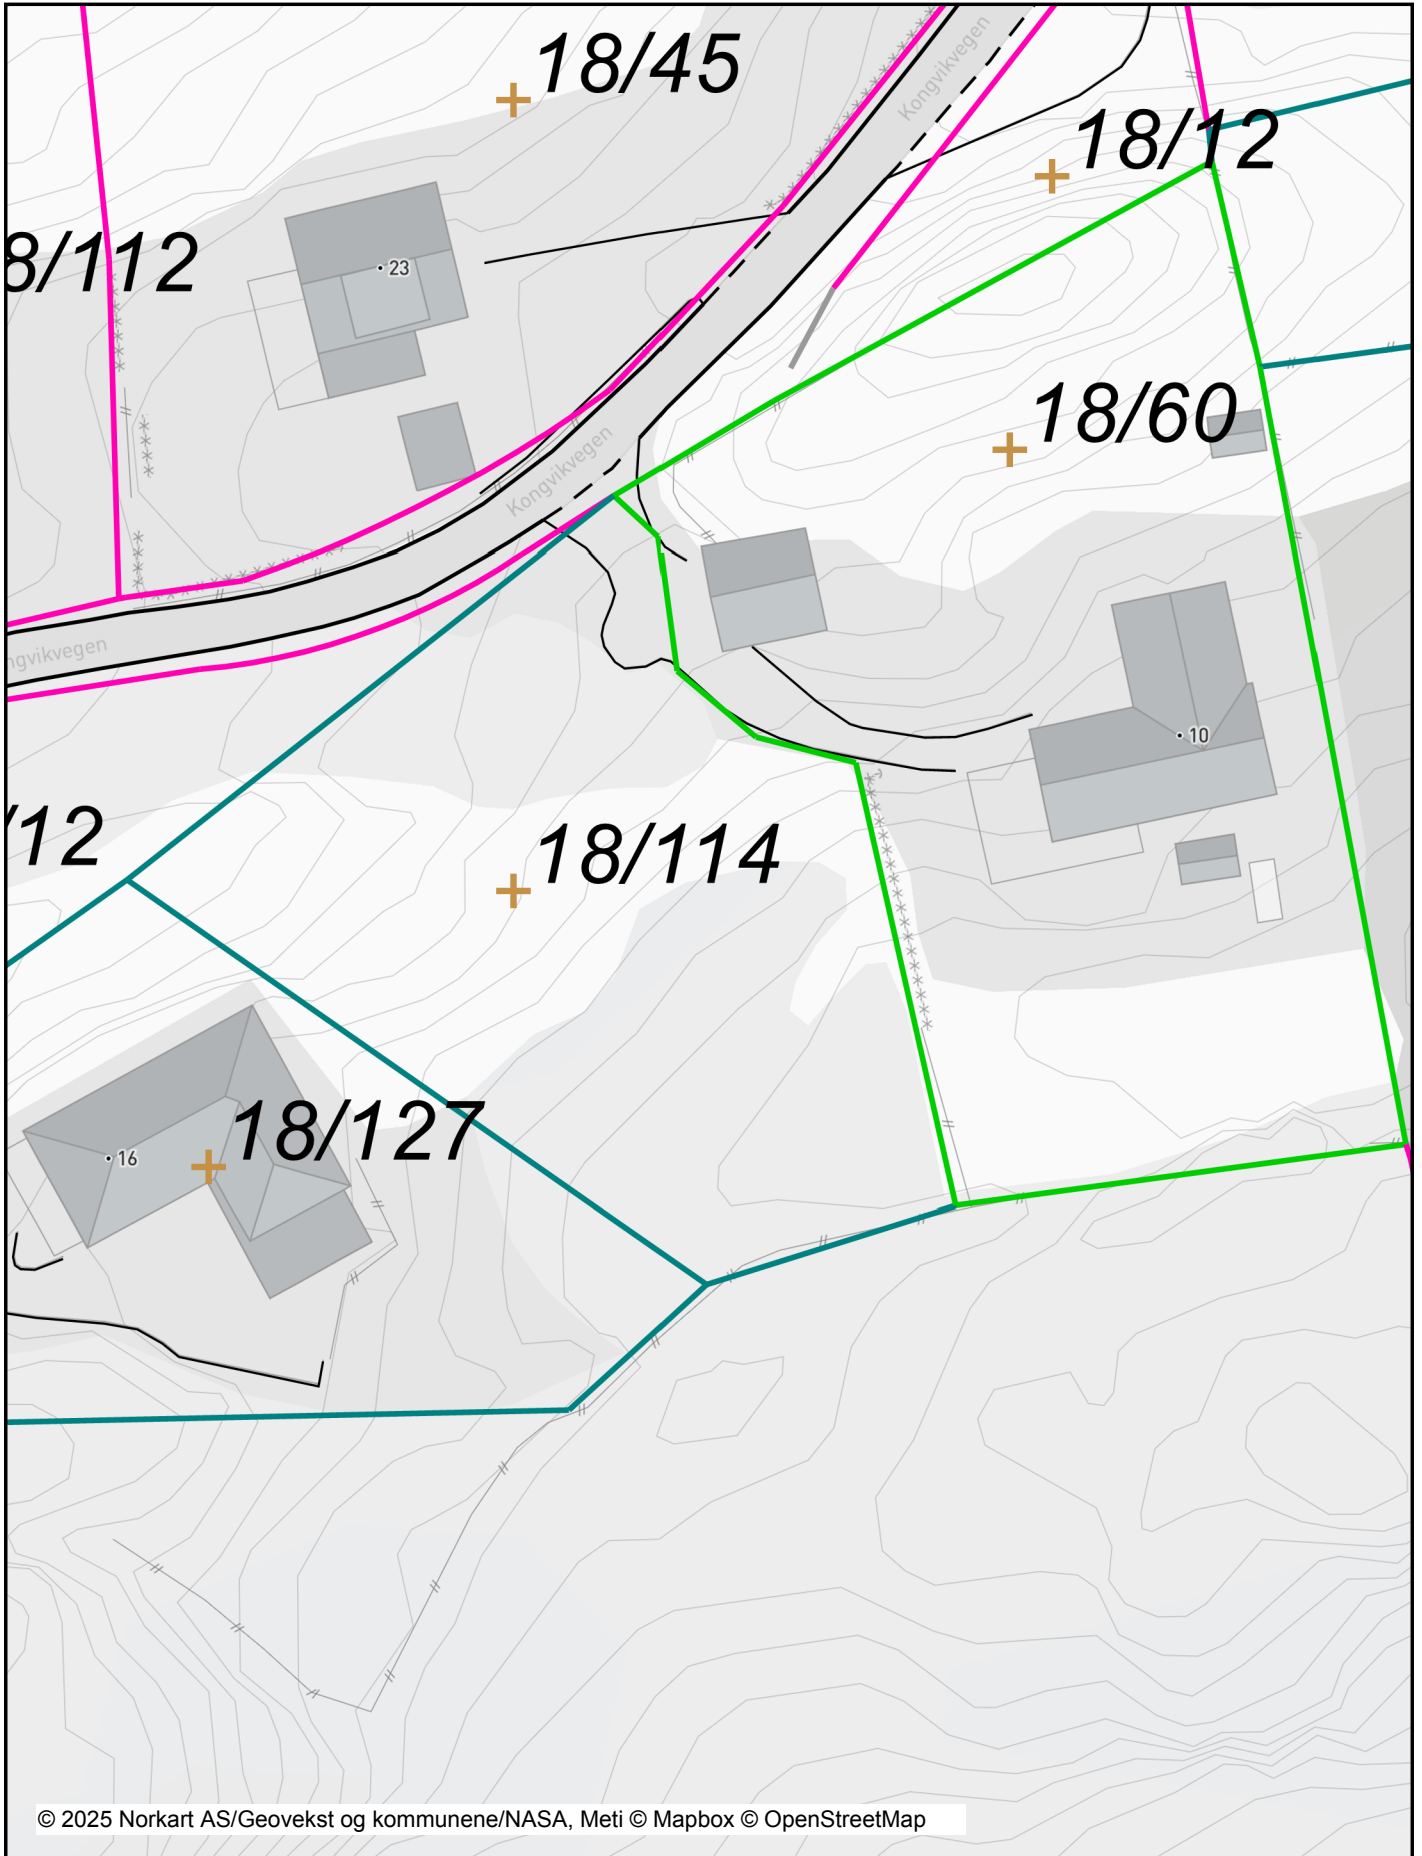 18/45
Kongvikvegen
18/12
8/112
23
18/60
Kongvikvegen
ngvikvegen
10
/12
18/114
18/127
16
© 2025 Norkart AS/Geovekst og kommunene/NASA, Meti © Mapbox © OpenStreetMap